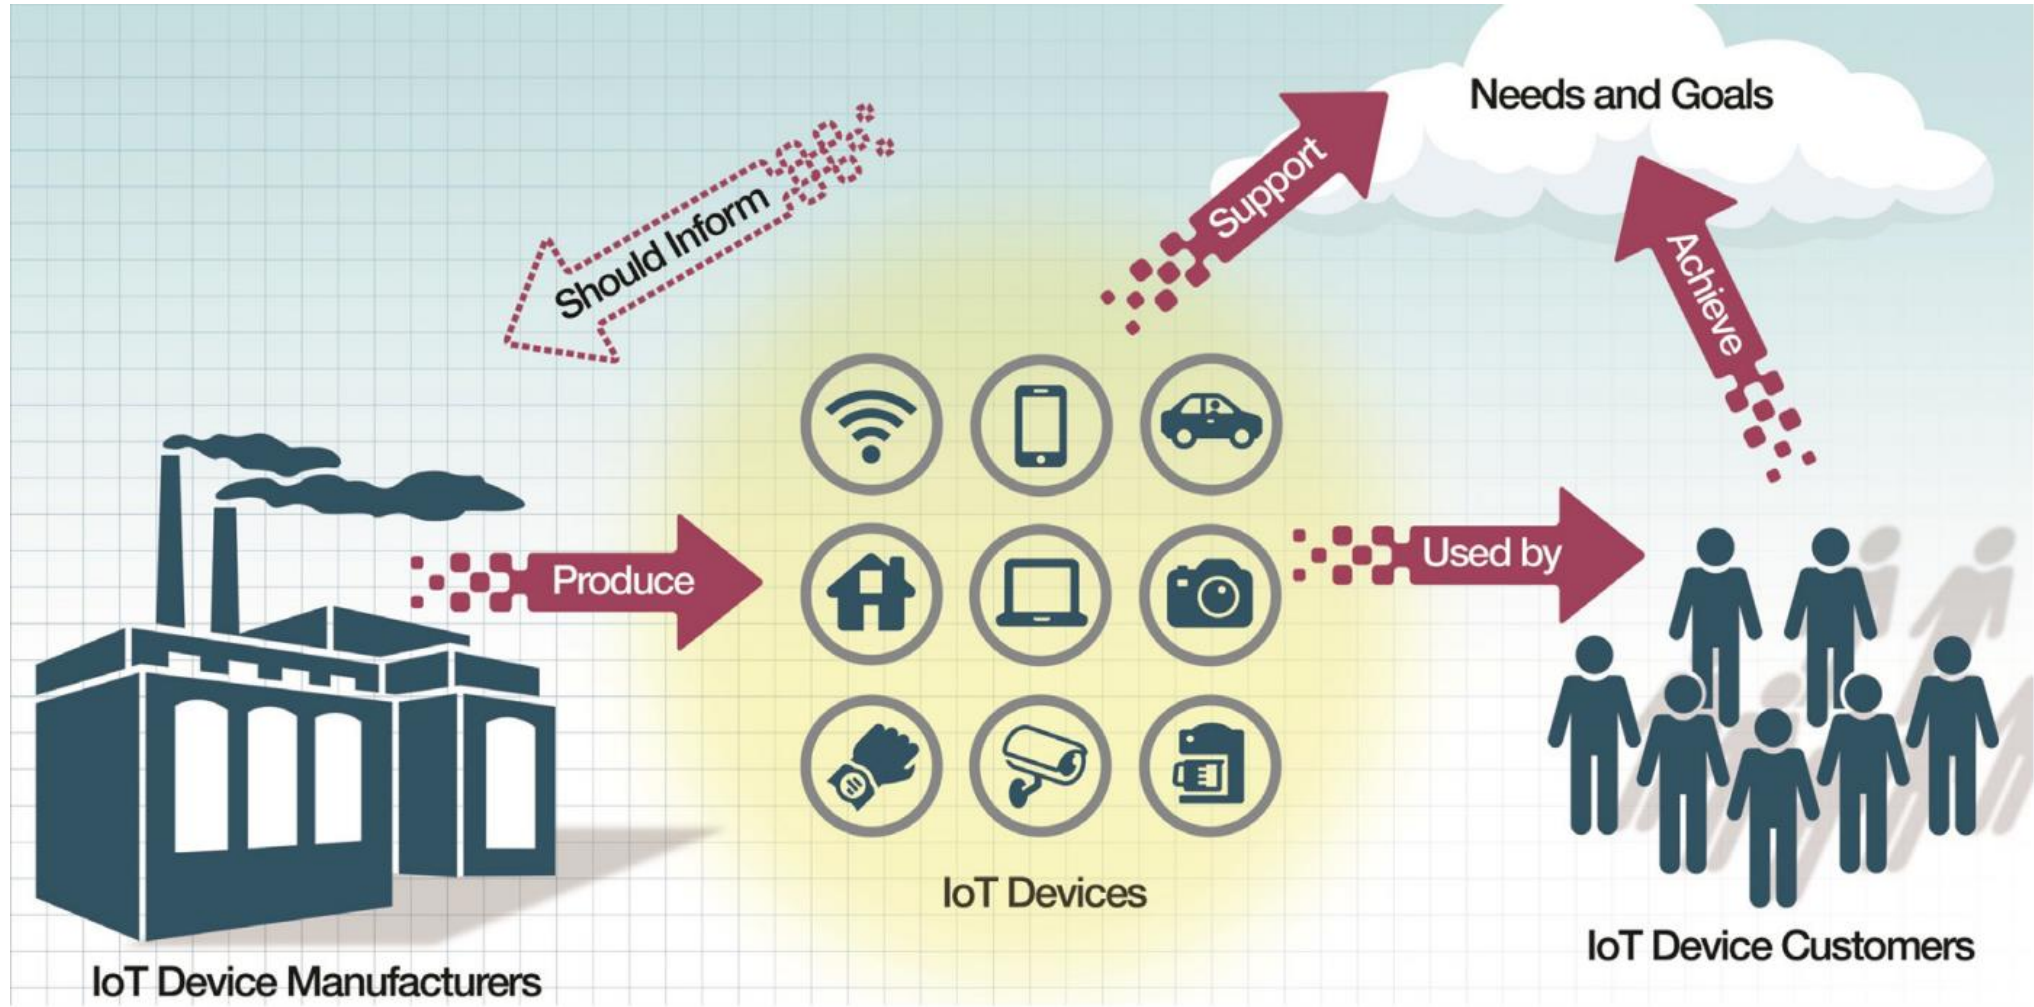 Needs and Goals
Support
Should Inform
Achieve
Produce
Used by
IoT Devices
IoT Device Customers
IoT Device Manufacturers